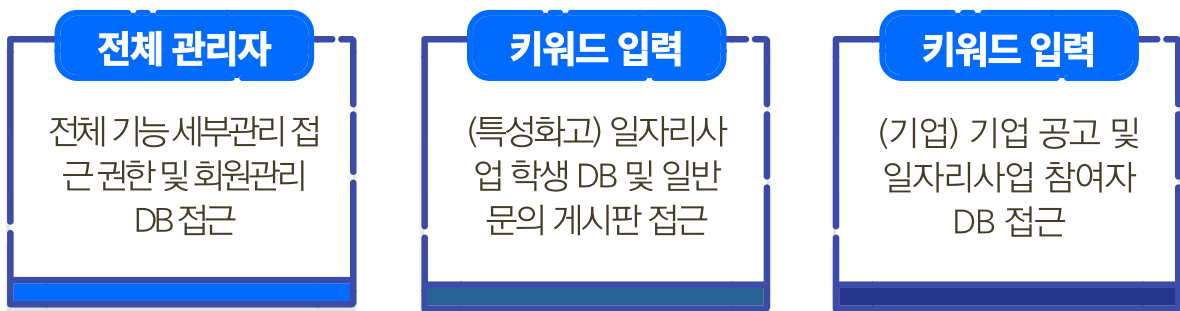 전체 관리자
전체 기능 세부관리 접
근 권한 및 회원관리
DB 접근
키워드 입력
(특성화고) 일자리사
업 학생 DB 및 일반
문의 게시판 접근
키워드 입력
(기업) 기업 공고 및
일자리사업 참여자
DB 접근